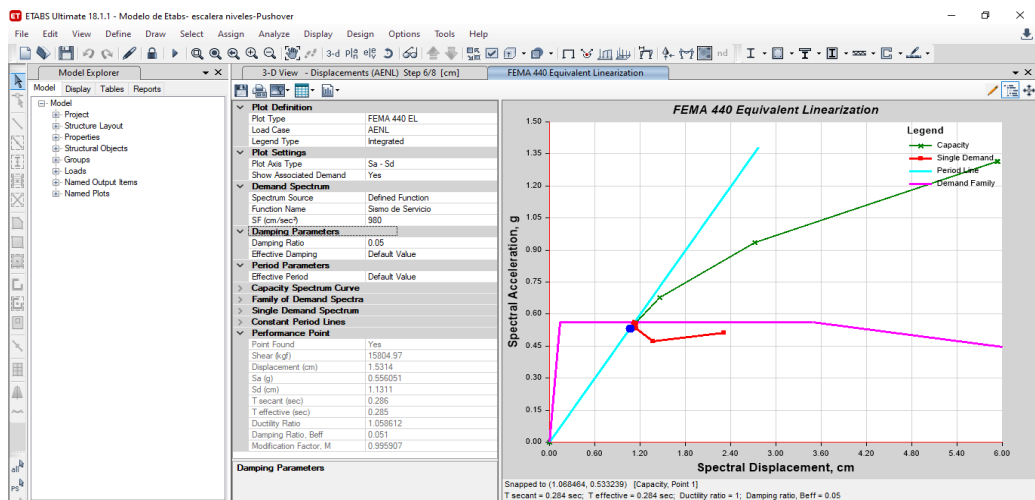 ETABS Ultimate 18.1.1 - Modelo de Etabs- escalera niveles-Pushover
File Edit View Define Draw Select Assign Analyze Display Design Options Tools Help
3-d
nd
Model Explorer
3-D View - Displacements (AENL) Step 6/8 [cm]
FEMA 440 Equivalent Linearization
Model Display Tables Reports
Model
Project
Structure Layout
Properties
Structural Objects
Groups
Loads
Named Output Items
Named Plots
all
ps
Plot Definition
Plot Type FEMA 440 EL
Load Case AENL
Legend Type Integrated
Plot Settings
Plot Axis Type Sa - Sd
Show Associated Demand Yes
Demand Spectrum
Spectrum Source Defined Function
Function Name Sismo de Servicio
SF (cm/sec²) 980
Damping Parameters
Damping Ratio 0.05
Effective Damping Default Value
Period Parameters
Effective Period Default Value
Capacity Spectrum Curve
Family of Demand Spectra
Single Demand Spectrum
Constant Period Lines
Performance Point
Point Found Yes
Shear (kgf) 15804.97
Displacement (cm) 1.5314
Sa (g) 0.556051
Sd (cm) 1.1311
T secant (sec) 0.286
T effective (sec) 0.285
Ductility Ratio 1.058612
Damping Ratio, Beff 0.051
Modification Factor, M 0.995907
Damping Parameters
FEMA 440 Equivalent Linearization
Legend
Capacity
Single Demand
Period Line
Demand Family
Spectral Acceleration, g
1.50
1.35
1.20
1.05
0.90
0.75
0.60
0.45
0.30
0.15
0.00
0.00 0.60 1.20 1.80 2.40 3.00 3.60 4.20 4.80 5.40 6.00
Spectral Displacement, cm
Snapped to (1.068464, 0.533239) [Capacity, Point 1]
T secant = 0.284 sec; T effective = 0.284 sec; Ductility ratio = 1; Damping ratio, Beff = 0.05